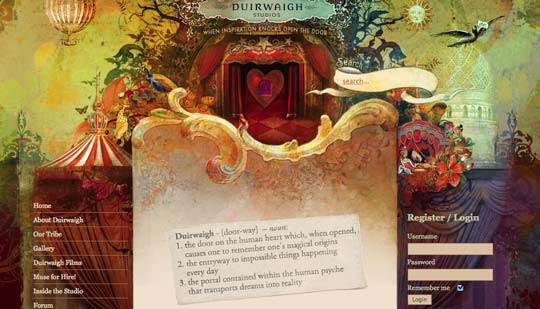 DUIRWAIGH
STUDIOS
WHEN INSPIRATION KNOCKS OPEN THE DOOR
Search
search...
Home
About Duirwaigh
Our Tribe
Gallery
Duirwaigh Films
Muse for Hire!
Inside the Studio
Forum
Duirwaigh - [door-way] – noun:
1. the door on the human heart which, when opened,
causes one to remember one's magical origins
2. the entryway to impossible things happening
every day
3. the portal contained within the human psyche
that transports dreams into reality
Register / Login
Username
Password
Remember me
Login